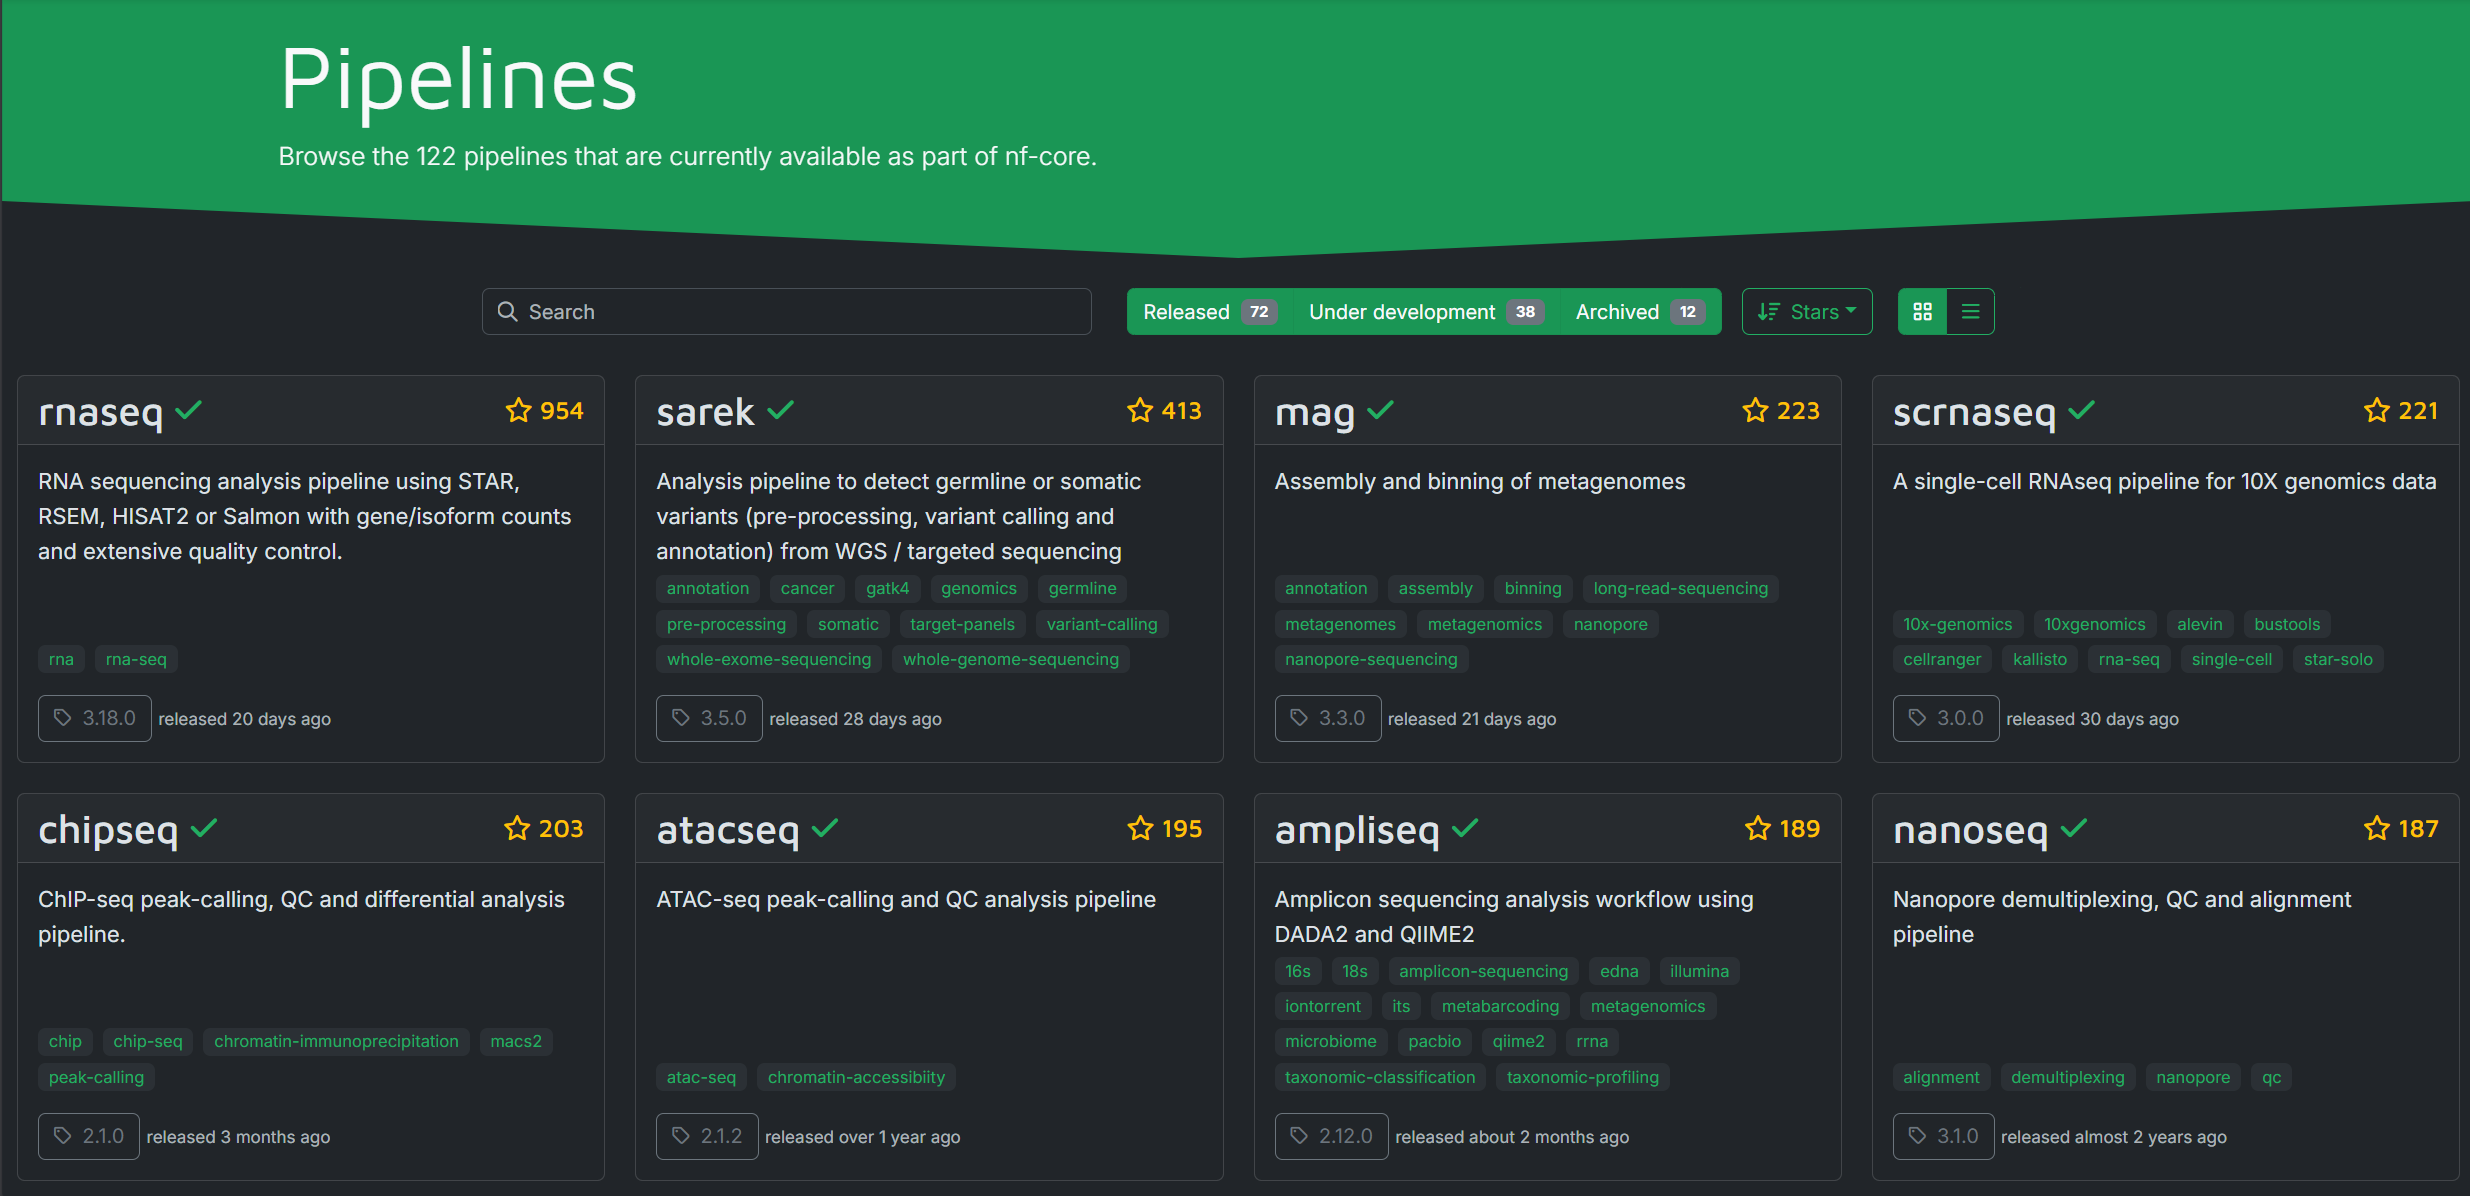 Pipelines
Browse the 122 pipelines that are currently available as part of nf-core.
Search
Released 72 Under development 38 Archived 12
Stars
rnaseq 954
RNA sequencing analysis pipeline using STAR,
RSEM, HISAT2 or Salmon with gene/isoform counts
and extensive quality control.
rna rna-seq
3.18.0 released 20 days ago
sarek 413
Analysis pipeline to detect germline or somatic
variants (pre-processing, variant calling and
annotation) from WGS / targeted sequencing
annotation cancer gatk4 genomics germline
pre-processing somatic target-panels variant-calling
whole-exome-sequencing whole-genome-sequencing
3.5.0 released 28 days ago
mag 223
Assembly and binning of metagenomes
annotation assembly binning long-read-sequencing
metagenomes metagenomics nanopore
nanopore-sequencing
3.3.0 released 21 days ago
scrnaseq 221
A single-cell RNAseq pipeline for 10X genomics data
10x-genomics 10xgenomics alevin bustools
cellranger kallisto rna-seq single-cell star-solo
3.0.0 released 30 days ago
chipseq 203
ChIP-seq peak-calling, QC and differential analysis
pipeline.
chip chip-seq chromatin-immunoprecipitation macs2
peak-calling
2.1.0 released 3 months ago
atacseq 195
ATAC-seq peak-calling and QC analysis pipeline
atac-seq chromatin-accessibiity
2.1.2 released over 1 year ago
ampliseq 189
Amplicon sequencing analysis workflow using
DADA2 and QIIME2
16s 18s amplicon-sequencing edna illumina
iontorrent its metabarcoding metagenomics
microbiome pacbio qiime2 rrna
taxonomic-classification taxonomic-profiling
2.12.0 released about 2 months ago
nanoseq 187
Nanopore demultiplexing, QC and alignment
pipeline
alignment demultiplexing nanopore qc
3.1.0 released almost 2 years ago